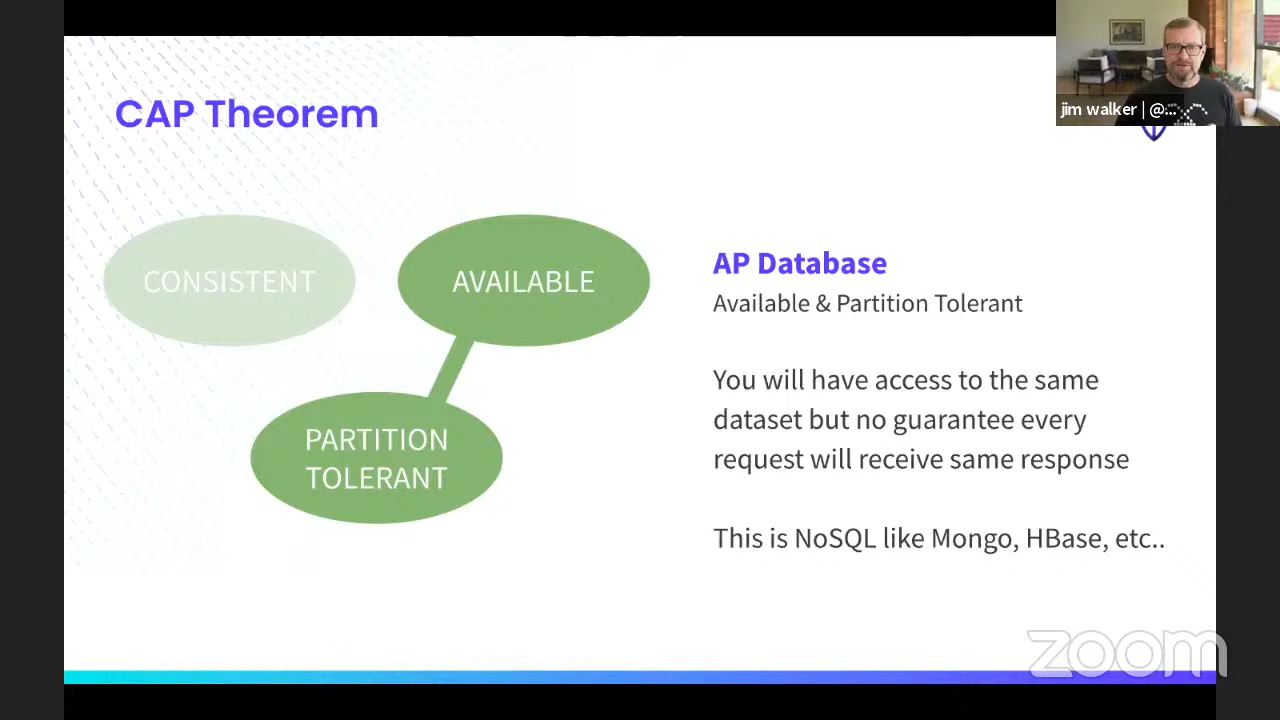 jim walker | @...
CAP Theorem
CONSISTENT
AVAILABLE
PARTITION
TOLERANT
AP Database
Available & Partition Tolerant
You will have access to the same
dataset but no guarantee every
request will receive same response
This is NoSQL like Mongo, HBase, etc..
zoom